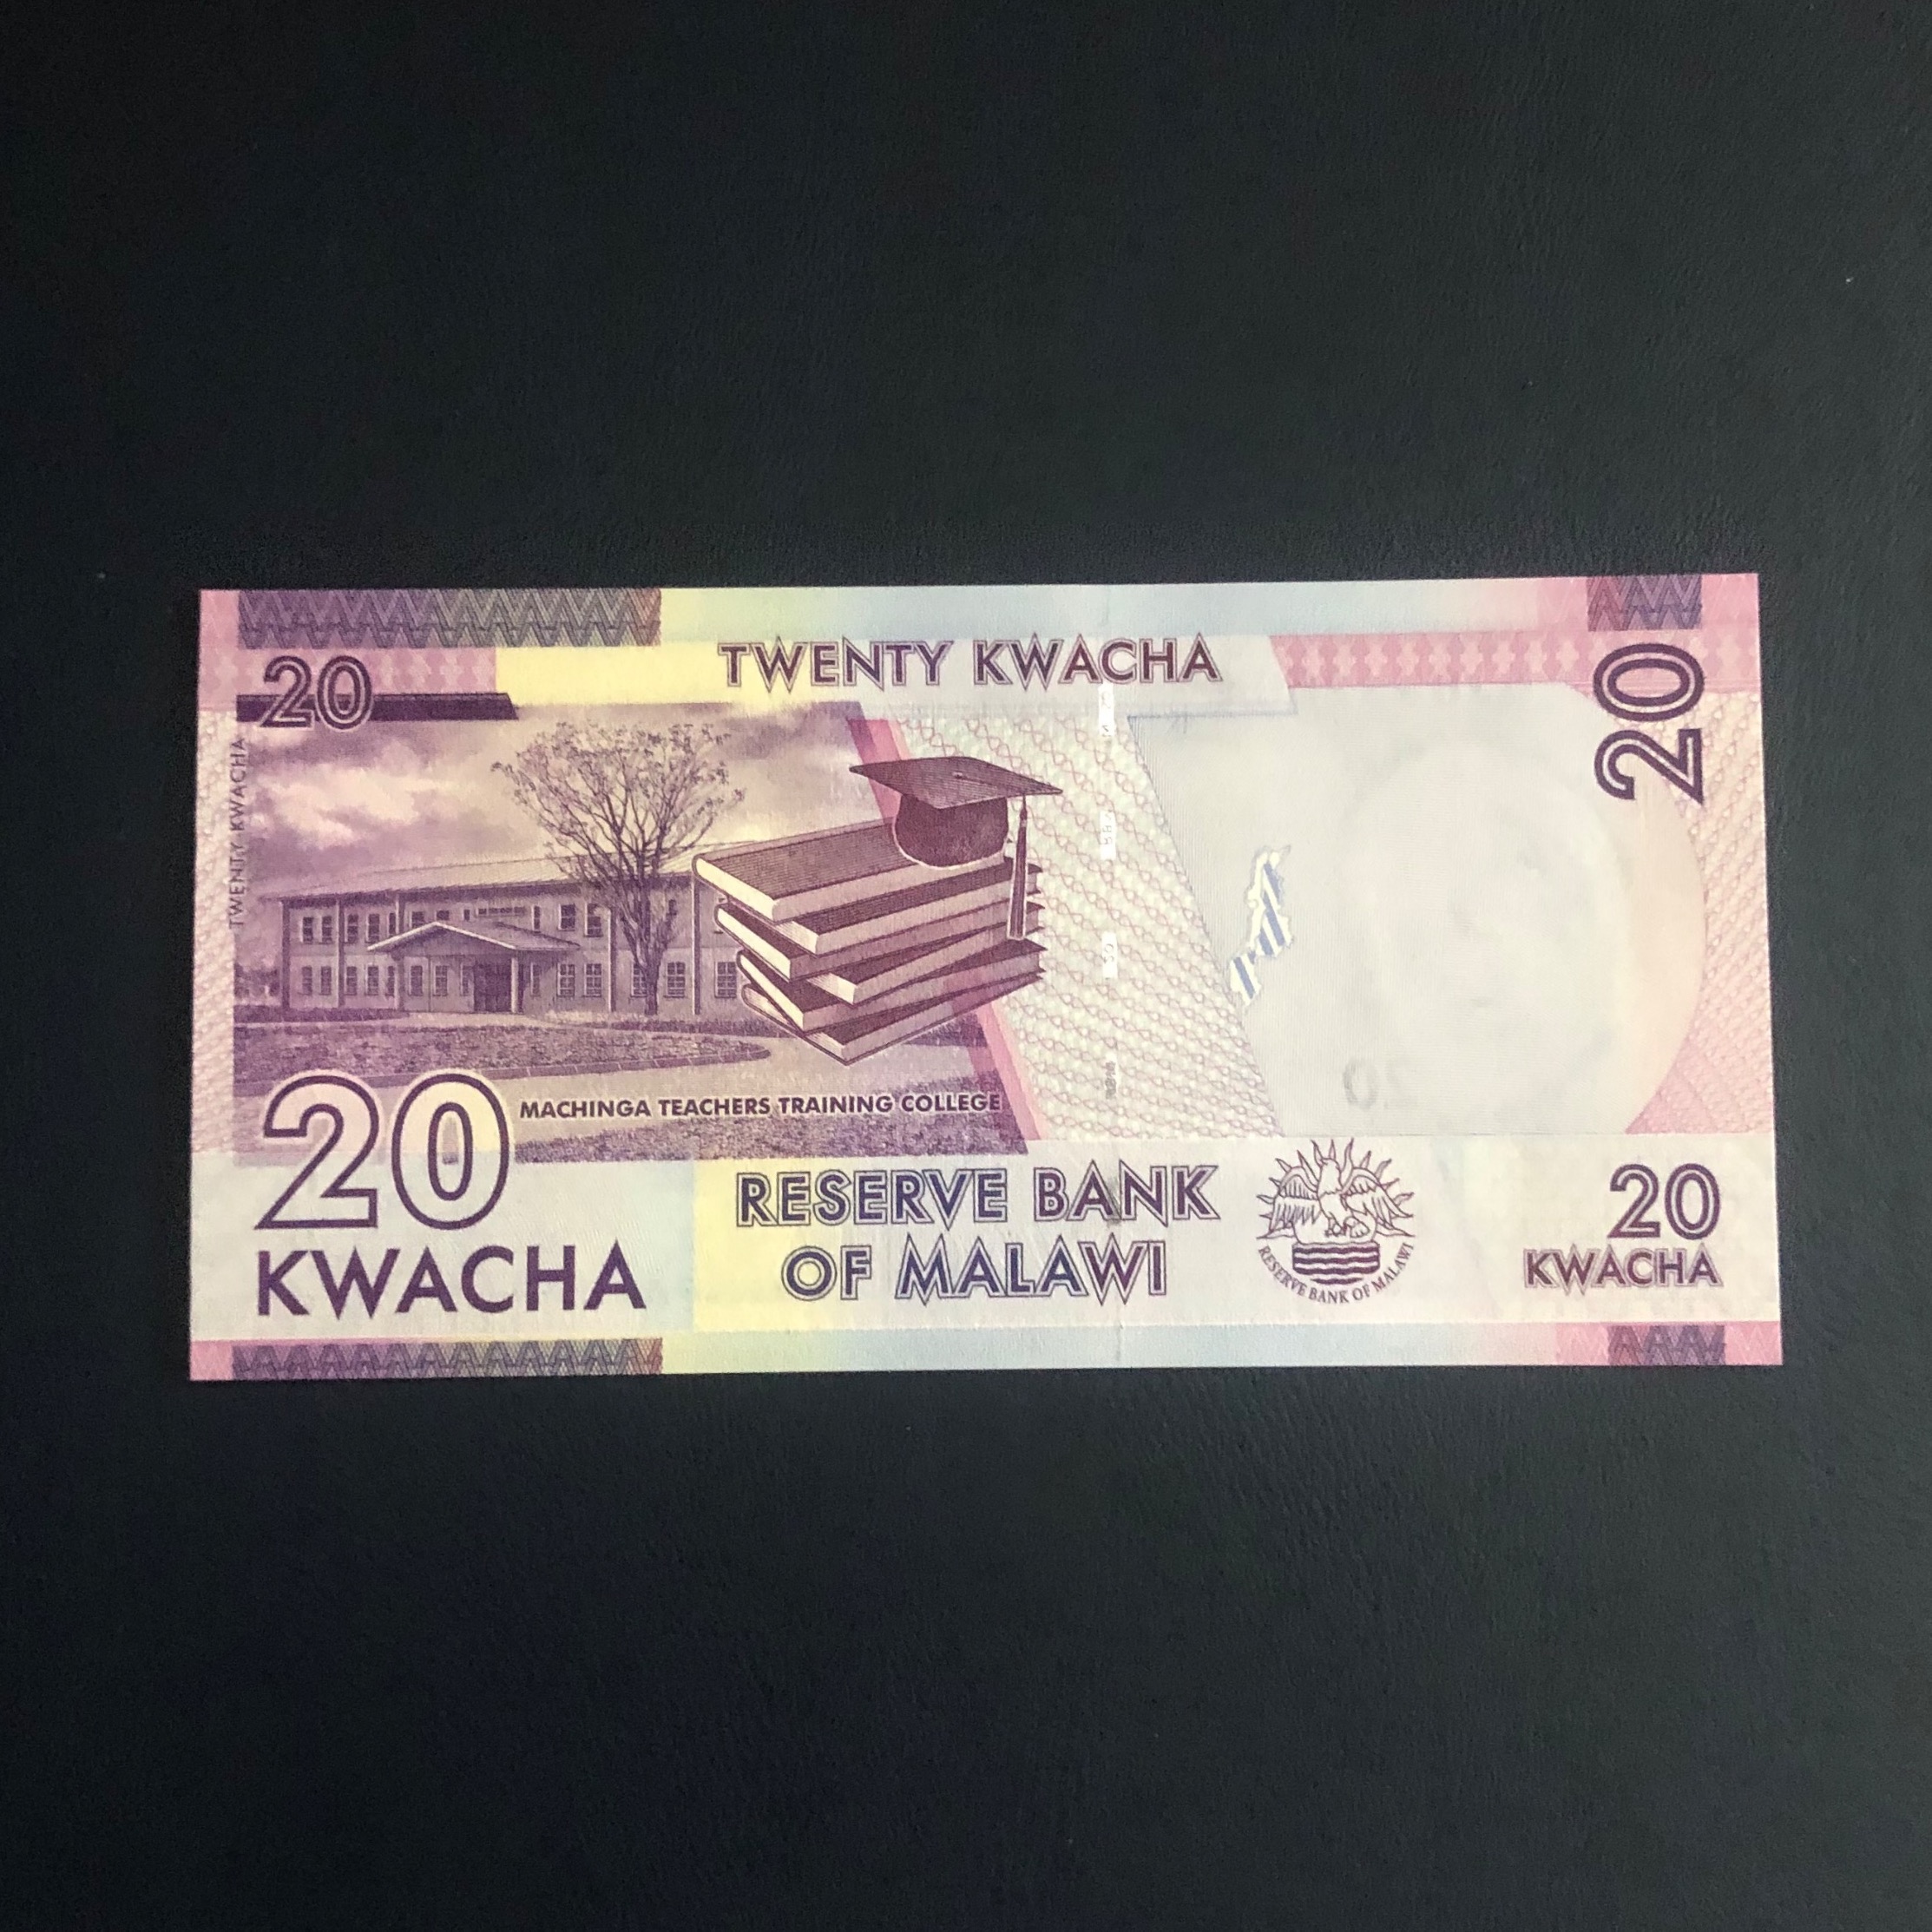 TWENTY KWACHA
20
20
TWENTY KWACHA
MACHINGA TEACHERS TRAINING COLLEGE
20
KWACHA
RESERVE BANK
OF MALAWI
RESERVE BANK OF MALAWI
20
KWACHA
20